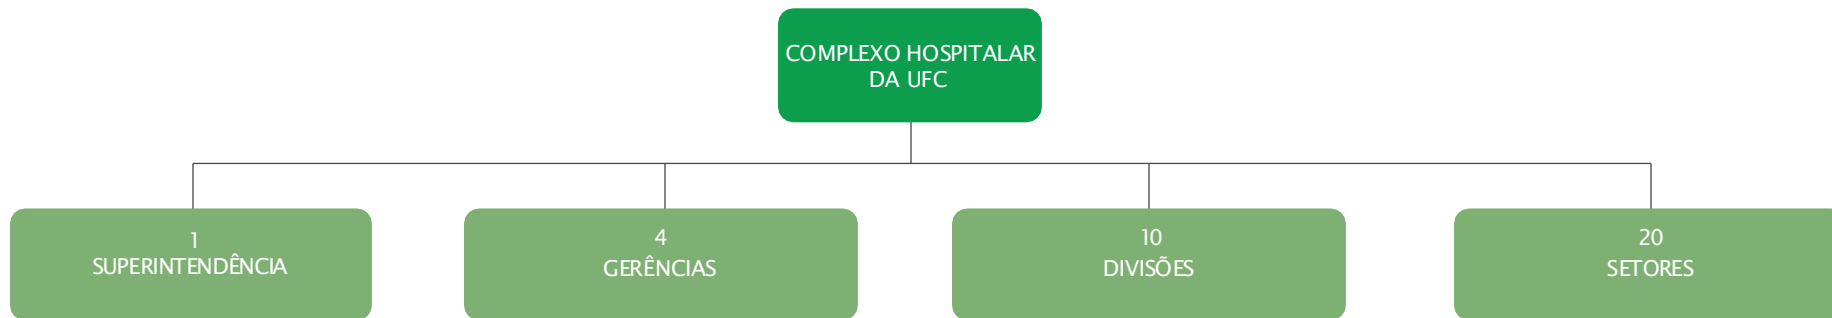 COMPLEXO HOSPITALAR
DA UFC
1
SUPERINTENDÊNCIA
4
GERÊNCIAS
10
DIVISÕES
20
SETORES